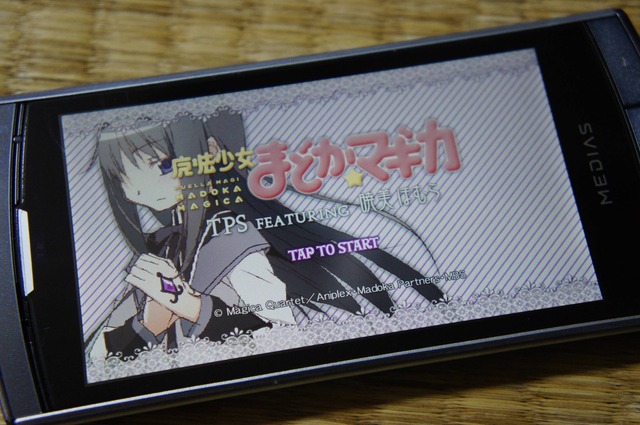 魔法少女
まどか★マギカ
PUELLA MAGI
MADOKA
MAGICA
TPS FEATURING 暁美ほむら
TAP TO START
© Magica Quartet／Aniplex・Madoka Partners・MBS
MEDIAS